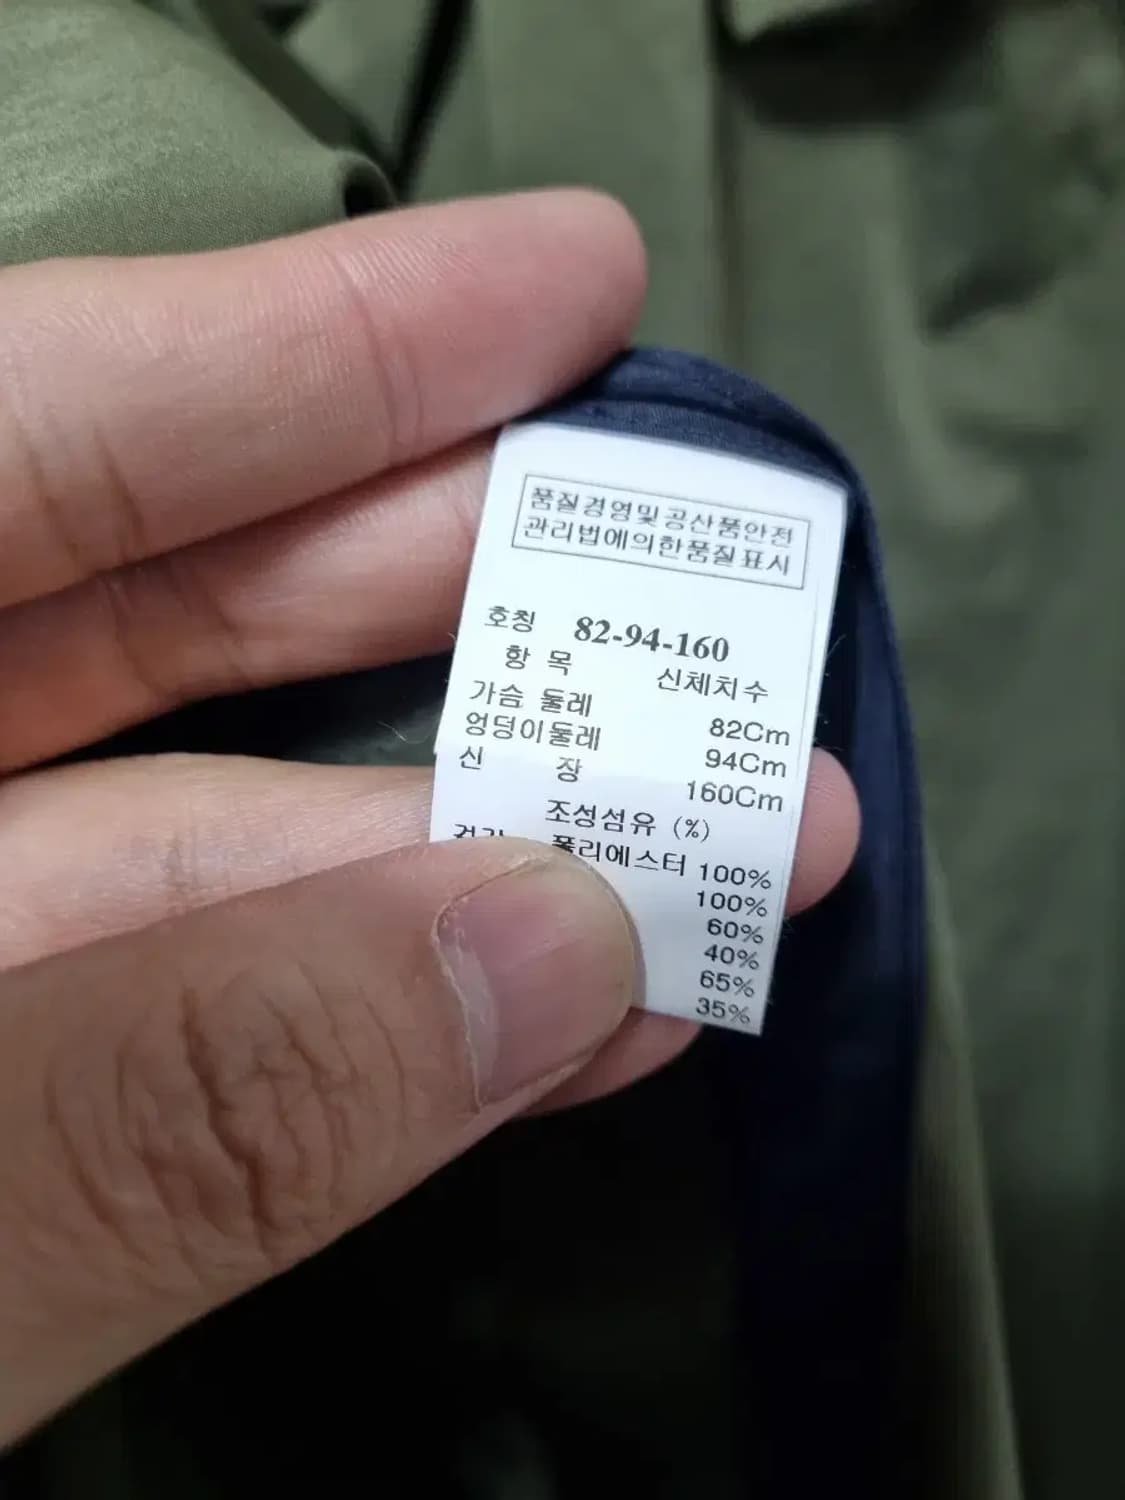 품질경영및공산품안전
관리법에의한품질표시
호칭 82-94-160
항 목 신체치수
가슴 둘레 82Cm
엉덩이둘레 94Cm
신 장 160Cm
조성섬유 (%)
폴리에스터 100%
100%
60%
40%
65%
35%